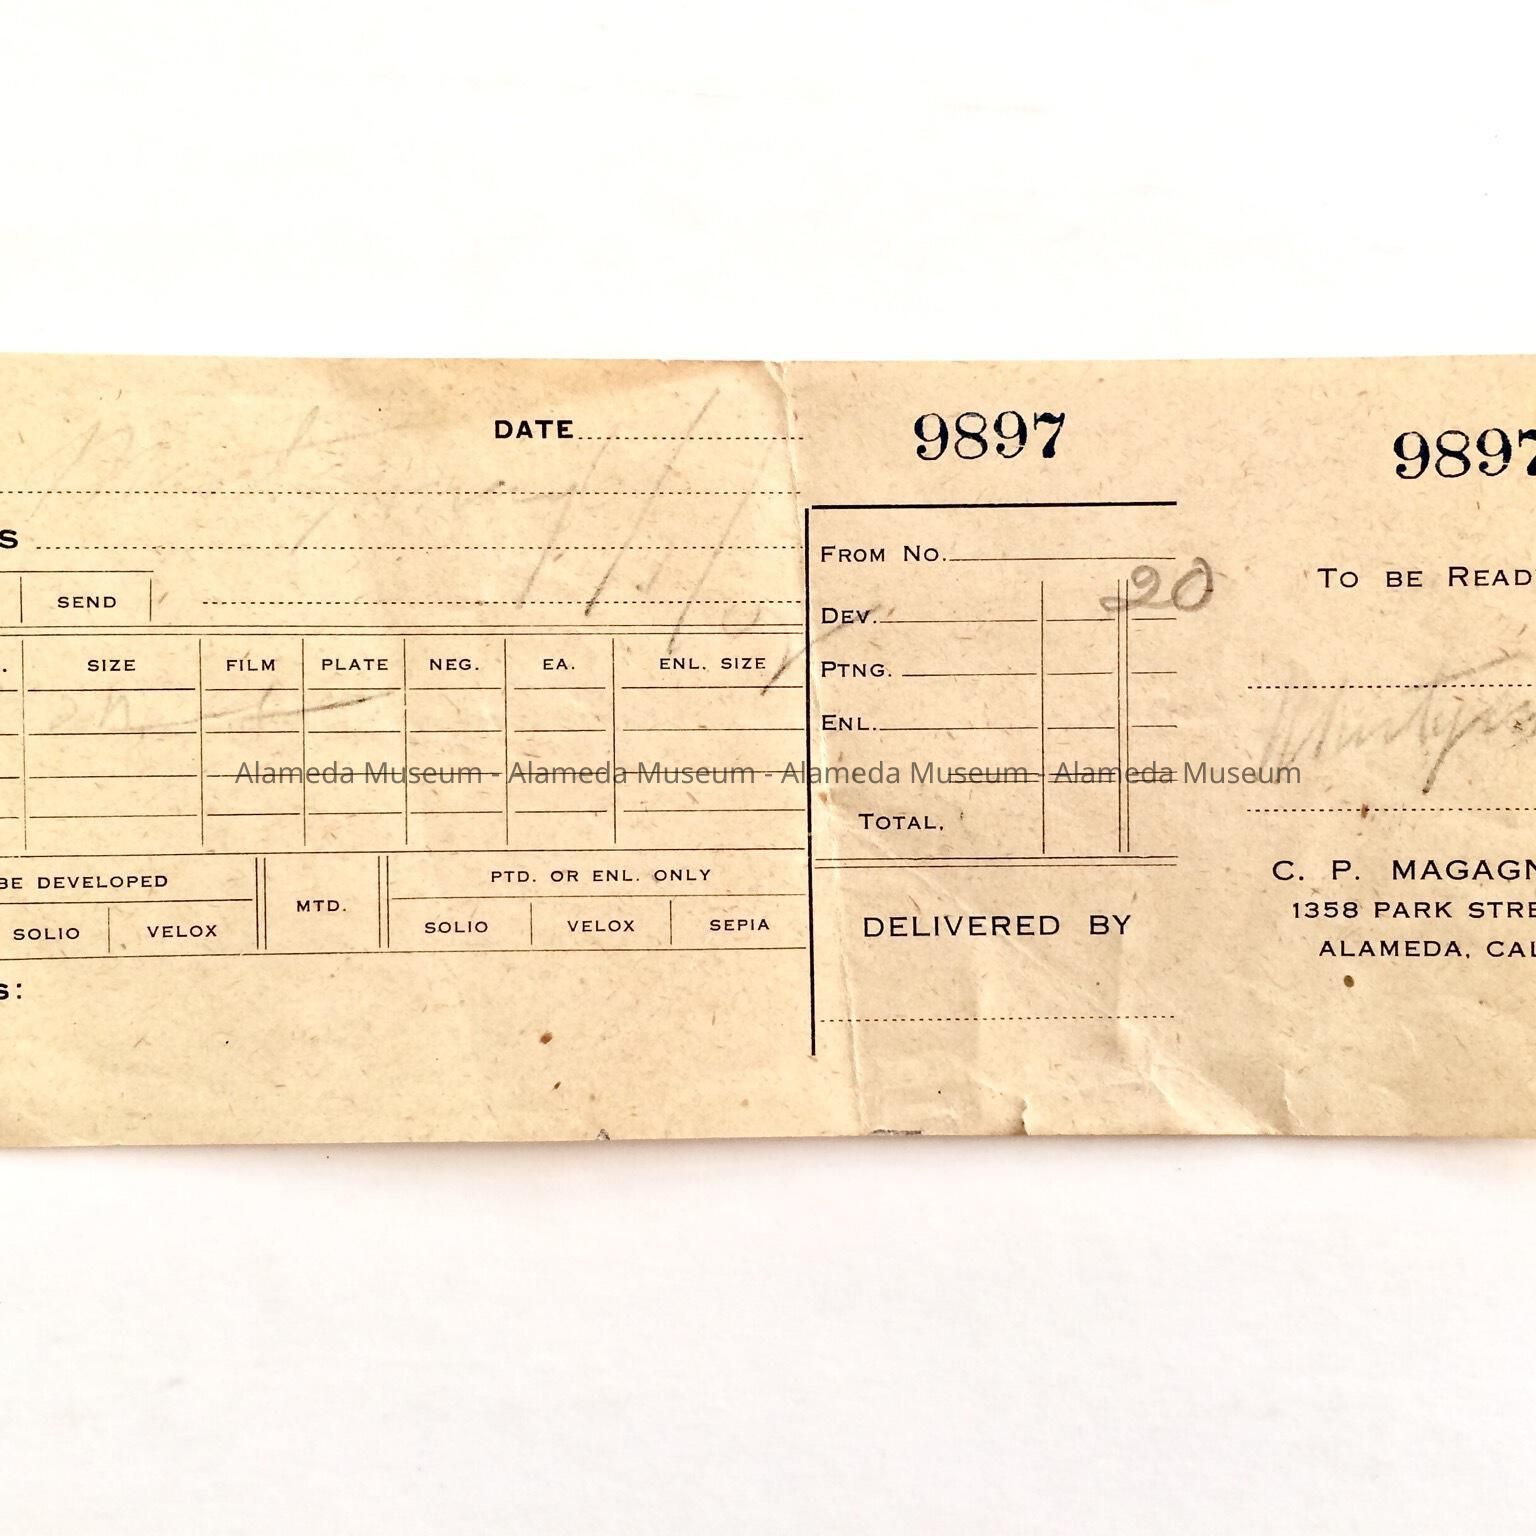 DATE
9897
9897
S
FROM NO.
TO BE READ
SEND
20
DEV.
SIZE FILM PLATE NEG. EA. ENL. SIZE
PTNG.
ENL.
Alameda Museum - Alameda Museum - Alameda Museum - Alameda Museum
TOTAL,
BE DEVELOPED
MTD.
PTD. OR ENL. ONLY
SOLIO VELOX
SOLIO VELOX SEPIA
DELIVERED BY
S:
C. P. MAGAGN
1358 PARK STRE
ALAMEDA, CAL